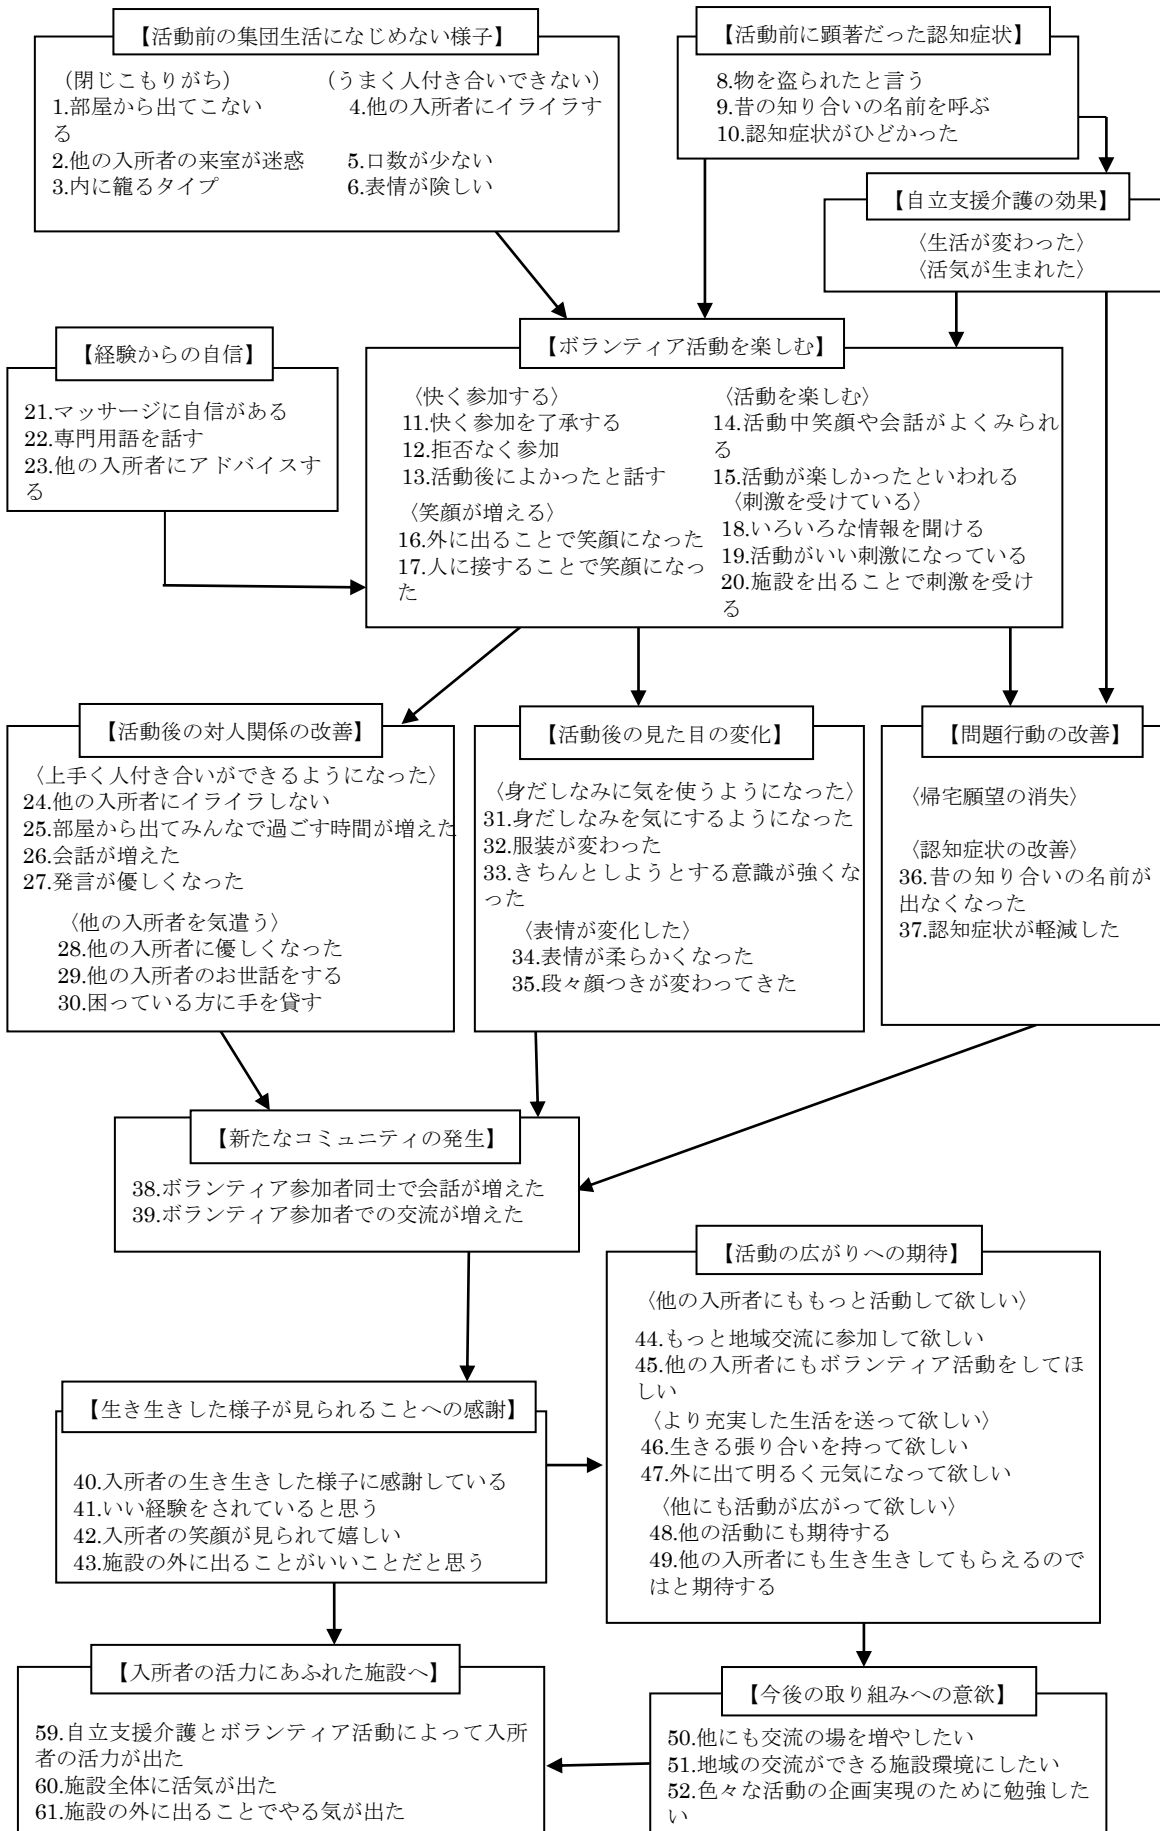 【活動前の集団生活になじめない様子】
（閉じこもりがち）
1.部屋から出てこない
（うまく人付き合いできない）
4.他の入所者にイライラす
る
2.他の入所者の来室が迷惑
3.内に籠るタイプ
5.口数が少ない
6.表情が険しい
【活動前に顕著だった認知症状】
8.物を盗られたと言う
9.昔の知り合いの名前を呼ぶ
10.認知症状がひどかった
【自立支援介護の効果】
〈生活が変わった〉
〈活気が生まれた〉
【経験からの自信】
21.マッサージに自信がある
22.専門用語を話す
23.他の入所者にアドバイスす
る
【ボランティア活動を楽しむ】
〈快く参加する〉
11.快く参加を了承する
12.拒否なく参加
13.活動後によかったと話す
〈笑顔が増える〉
16.外に出ることで笑顔になった
17.人に接することで笑顔になっ
た
〈活動を楽しむ〉
14.活動中笑顔や会話がよくみられ
る
15.活動が楽しかったといわれる
〈刺激を受けている〉
18.いろいろな情報を聞ける
19.活動がいい刺激になっている
20.施設を出ることで刺激を受け
る
【活動後の対人関係の改善】
〈上手く人付き合いができるようになった〉
24.他の入所者にイライラしない
25.部屋から出てみんなで過ごす時間が増えた
26.会話が増えた
27.発言が優しくなった
〈他の入所者を気遣う〉
28.他の入所者に優しくなった
29.他の入所者のお世話をする
30.困っている方に手を貸す
【活動後の見た目の変化】
〈身だしなみに気を使うようになった〉
31.身だしなみを気にするようになった
32.服装が変わった
33.きちんとしようとする意識が強くな
った
〈表情が変化した〉
34.表情が柔らかくなった
35.段々顔つきが変わってきた
【問題行動の改善】
〈帰宅願望の消失〉
〈認知症状の改善〉
36.昔の知り合いの名前が
出なくなった
37.認知症状が軽減した
【新たなコミュニティの発生】
38.ボランティア参加者同士で会話が増えた
39.ボランティア参加者での交流が増えた
【活動の広がりへの期待】
〈他の入所者にももっと活動して欲しい〉
44.もっと地域交流に参加して欲しい
45.他の入所者にもボランティア活動をしてほ
しい
〈より充実した生活を送って欲しい〉
46.生きる張り合いを持って欲しい
47.外に出て明るく元気になって欲しい
〈他にも活動が広がって欲しい〉
48.他の活動にも期待する
49.他の入所者にも生き生きしてもらえるので
はと期待する
【生き生きした様子が見られることへの感謝】
40.入所者の生き生きした様子に感謝している
41.いい経験をされていると思う
42.入所者の笑顔が見られて嬉しい
43.施設の外に出ることがいいことだと思う
【入所者の活力にあふれた施設へ】
59.自立支援介護とボランティア活動によって入所
者の活力が出た
60.施設全体に活気が出た
61.施設の外に出ることでやる気が出た
【今後の取り組みへの意欲】
50.他にも交流の場を増やしたい
51.地域の交流ができる施設環境にしたい
52.色々な活動の企画実現のために勉強した
い